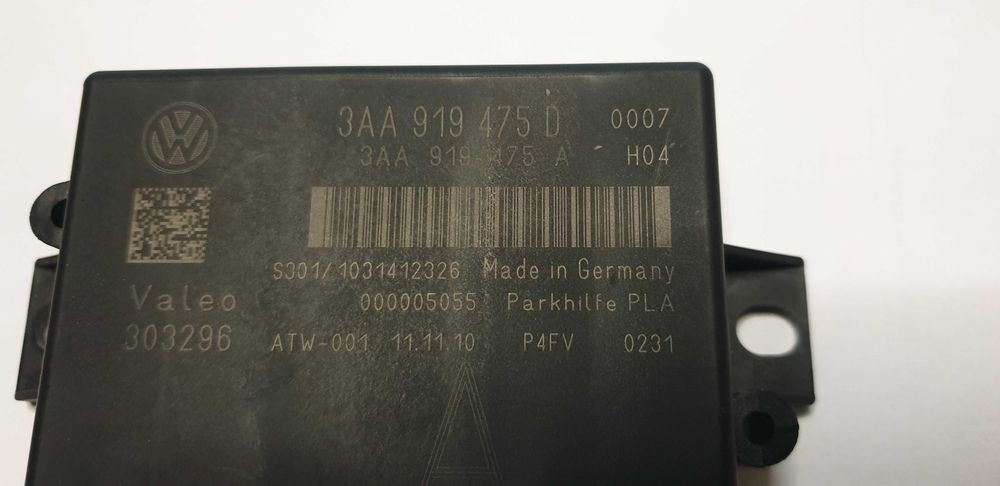 VW
3AA 919 475 D 0007
3AA 919 475 A H04
S301/1031412326 Made in Germany
Valeo 000005055 Parkhilfe PLA
303296 ATW-001 11.11.10 P4FV 0231